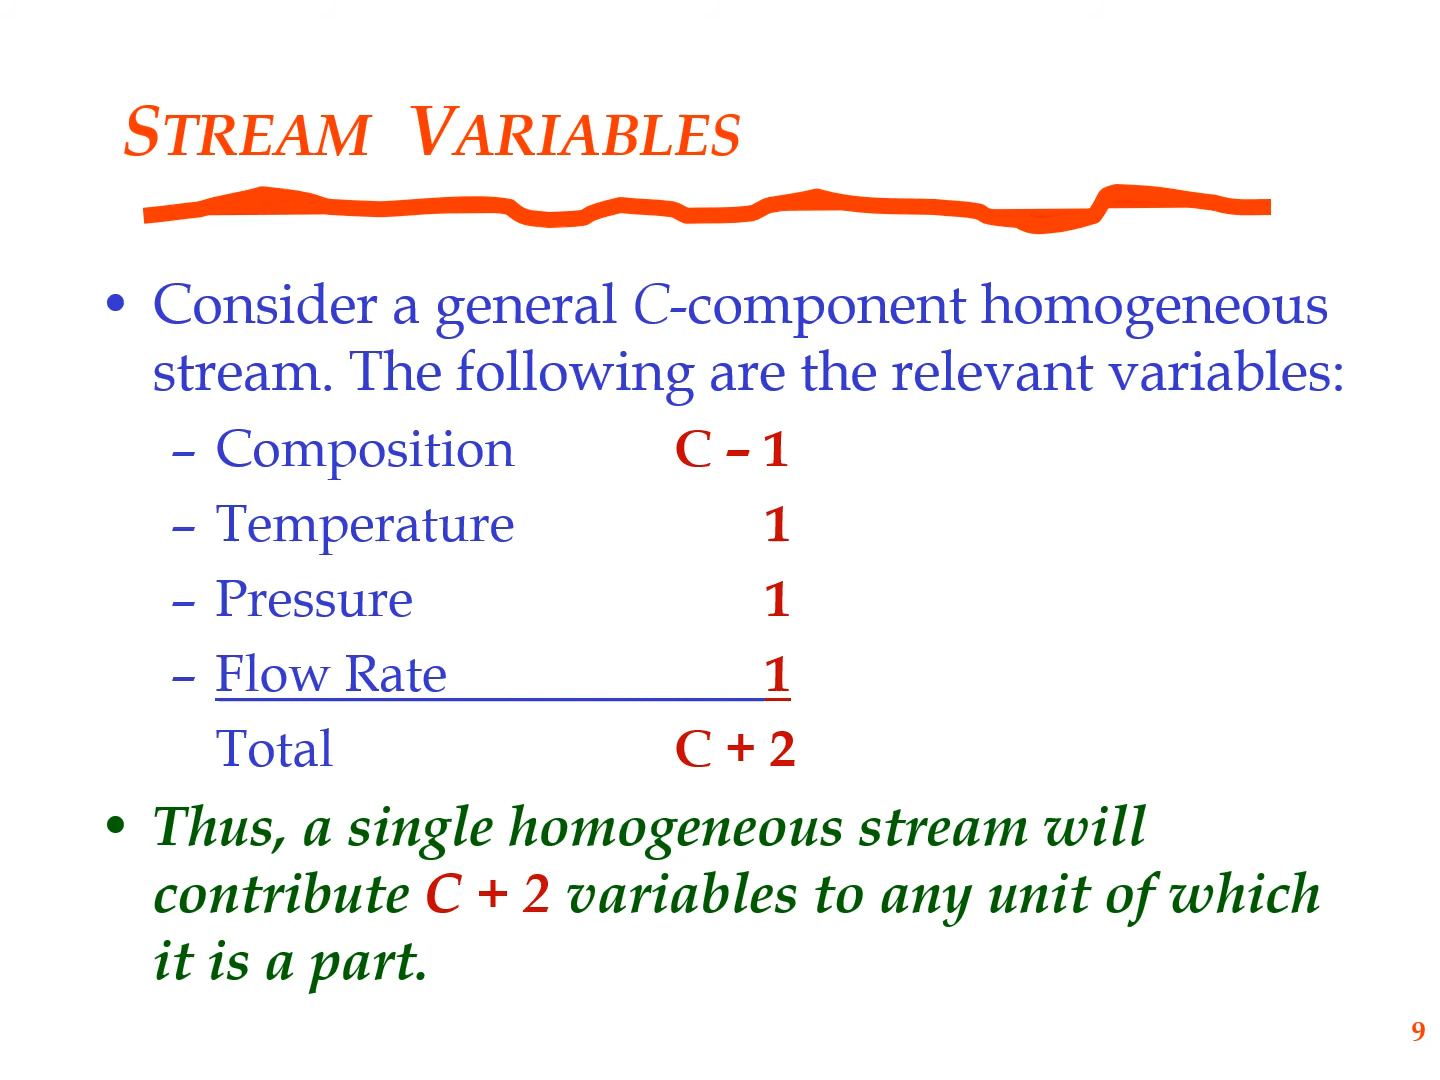 STREAM VARIABLES
• Consider a general C-component homogeneous
stream. The following are the relevant variables:
– Composition C – 1
– Temperature 1
– Pressure 1
– Flow Rate 1
Total C + 2
• Thus, a single homogeneous stream will
contribute C + 2 variables to any unit of which
it is a part.
9